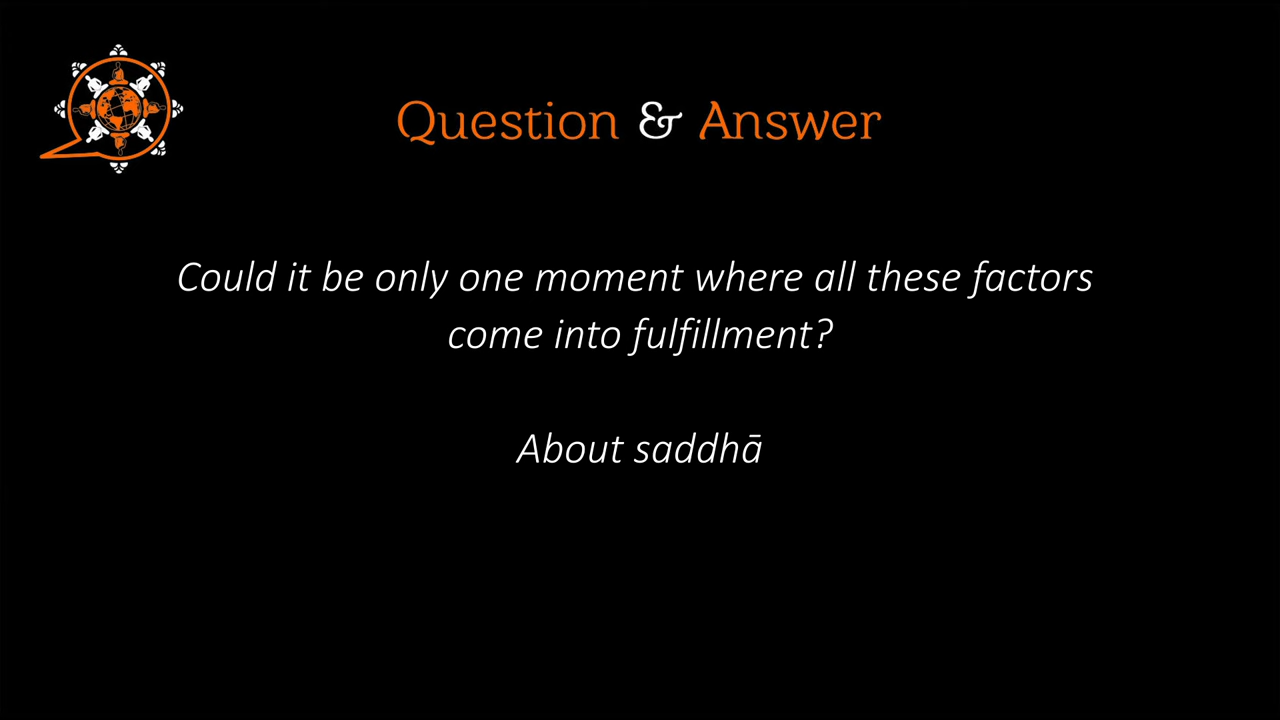 Question & Answer
Could it be only one moment where all these factors
come into fulfillment?
About saddhā